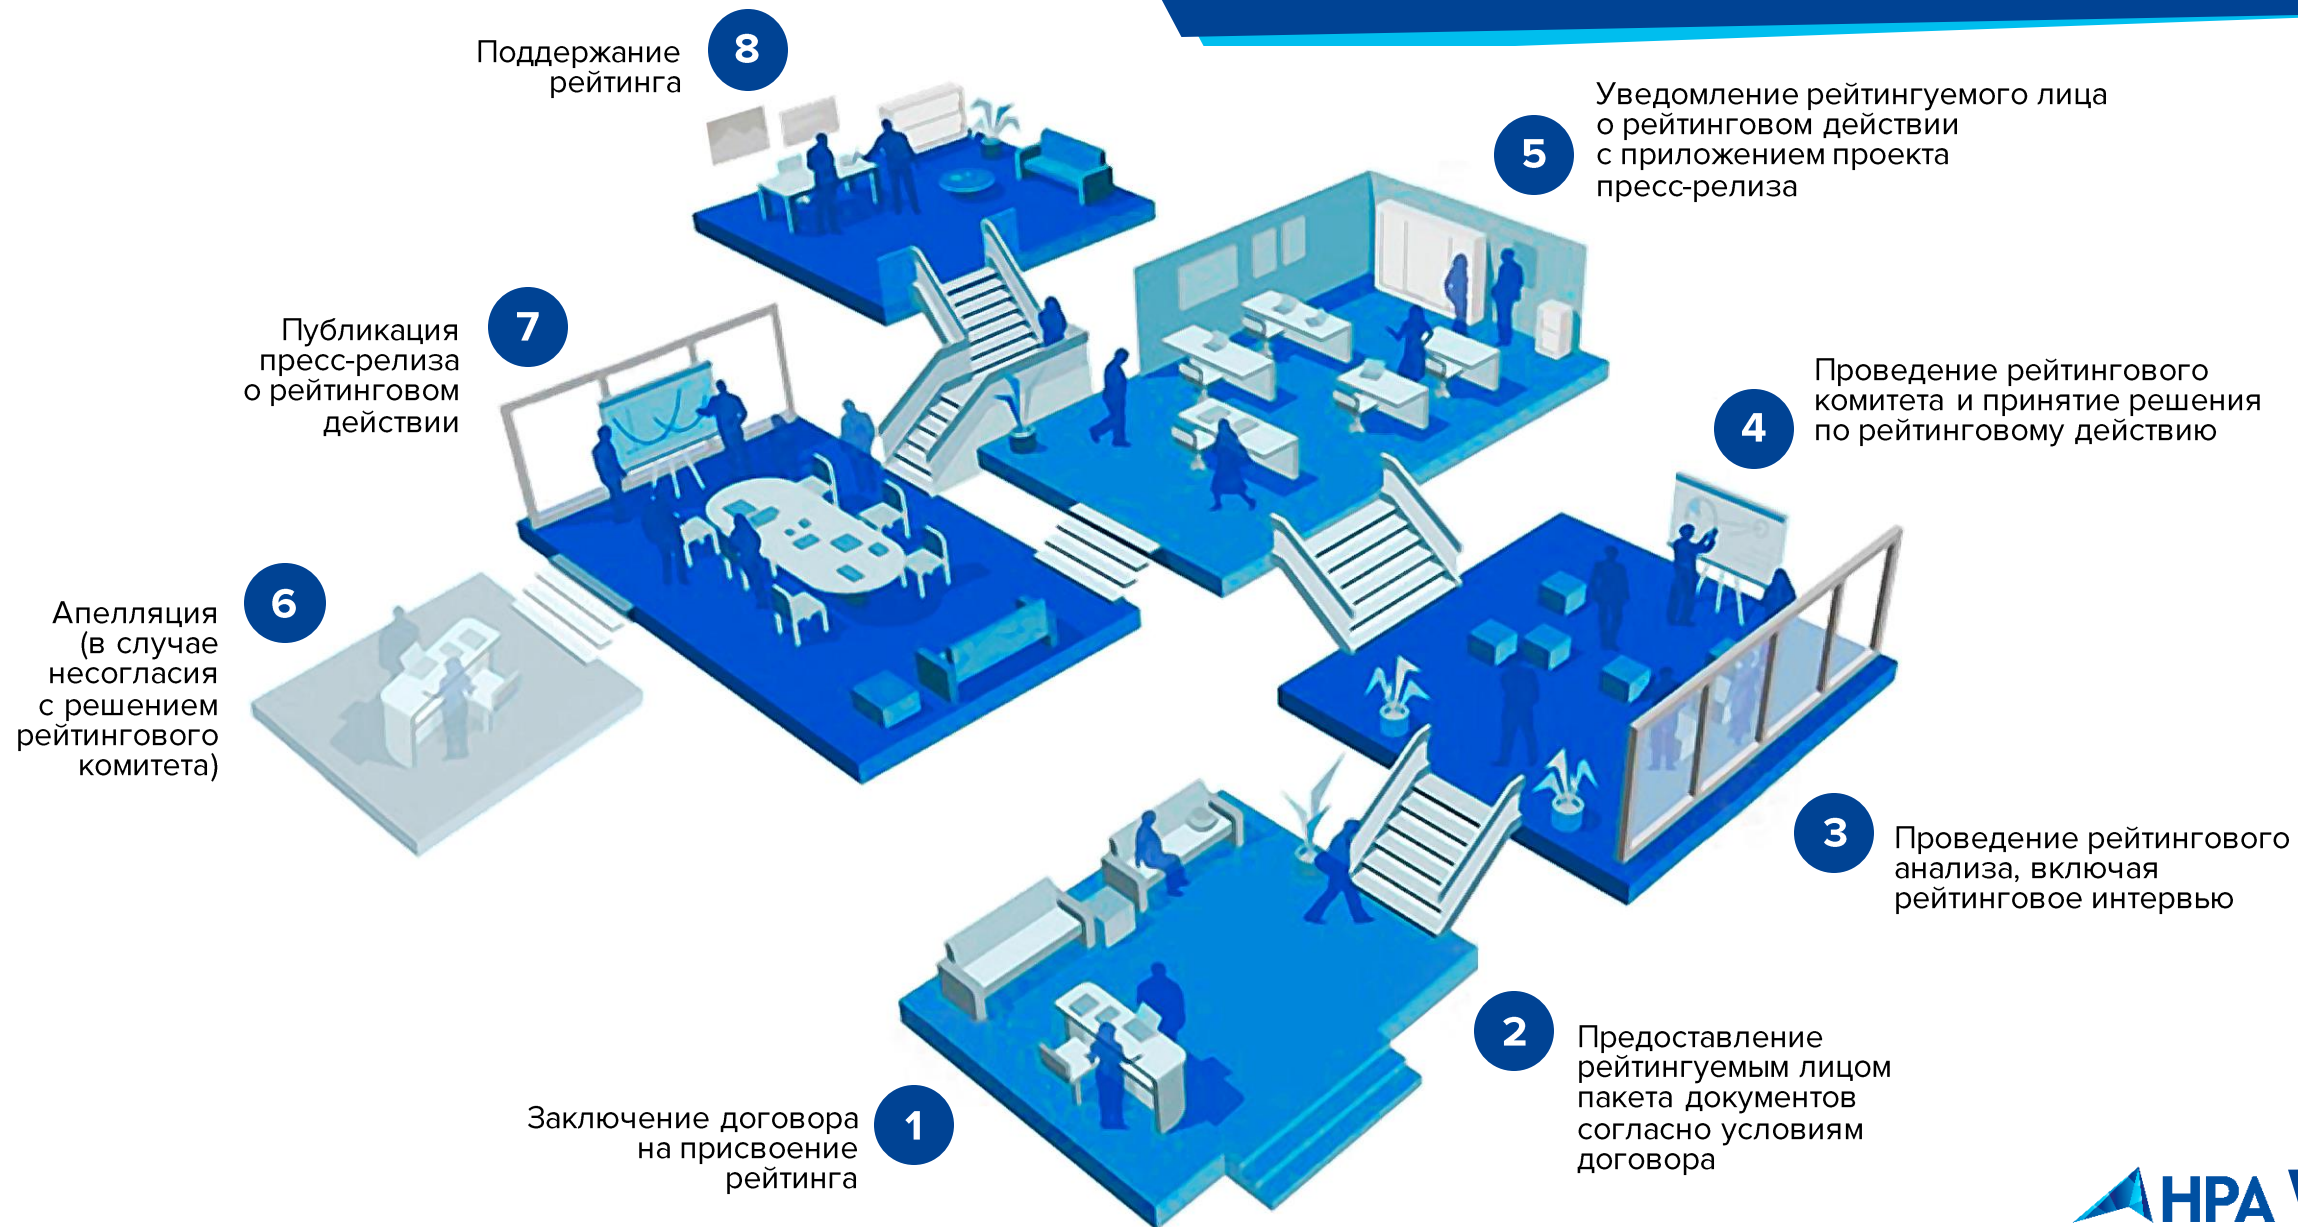 8
Поддержание
рейтинга
5
Уведомление рейтингуемого лица
о рейтинговом действии
с приложением проекта
пресс-релиза
7
Публикация
пресс-релиза
о рейтинговом
действии
4
Проведение рейтингового
комитета и принятие решения
по рейтинговому действию
6
Апелляция
(в случае
несогласия
с решением
рейтингового
комитета)
3
Проведение рейтингового
анализа, включая
рейтинговое интервью
2
Предоставление
рейтингуемым лицом
пакета документов
согласно условиям
договора
1
Заключение договора
на присвоение
рейтинга
НРА